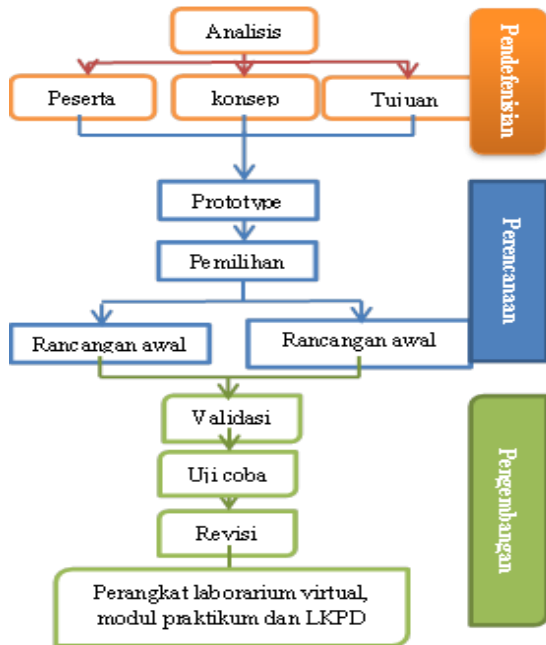 Analisis
Peserta
konsep
Tujuan
Pendefenisian
Prototype
Pemilihan
Rancangan awal
Rancangan awal
Perencanaan
Validasi
Uji coba
Revisi
Perangkat laborarium virtual,
modul praktikum dan LKPD
Pengembangan